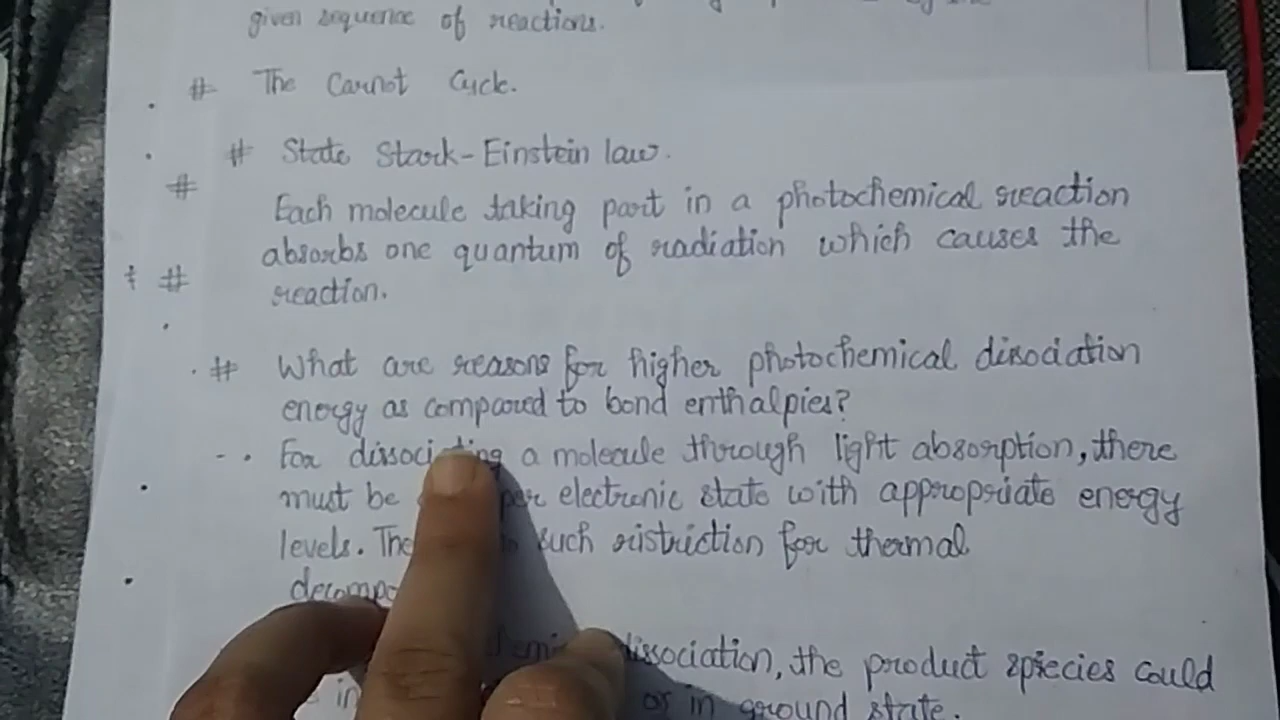 given sequence of reactions.
# The Carnot Cycle.
# State Stark-Einstein law.
#
Each molecule taking part in a photochemical reaction
absorbs one quantum of radiation which causes the
#
reaction.
# What are reasons for higher photochemical dissociation
energy as compared to bond enthalpies?
For dissociating a molecule through light absorption, there
must be electronic state with appropriate energy
levels. such ristriction for thermal
dissociation, the product species could
or in ground state.